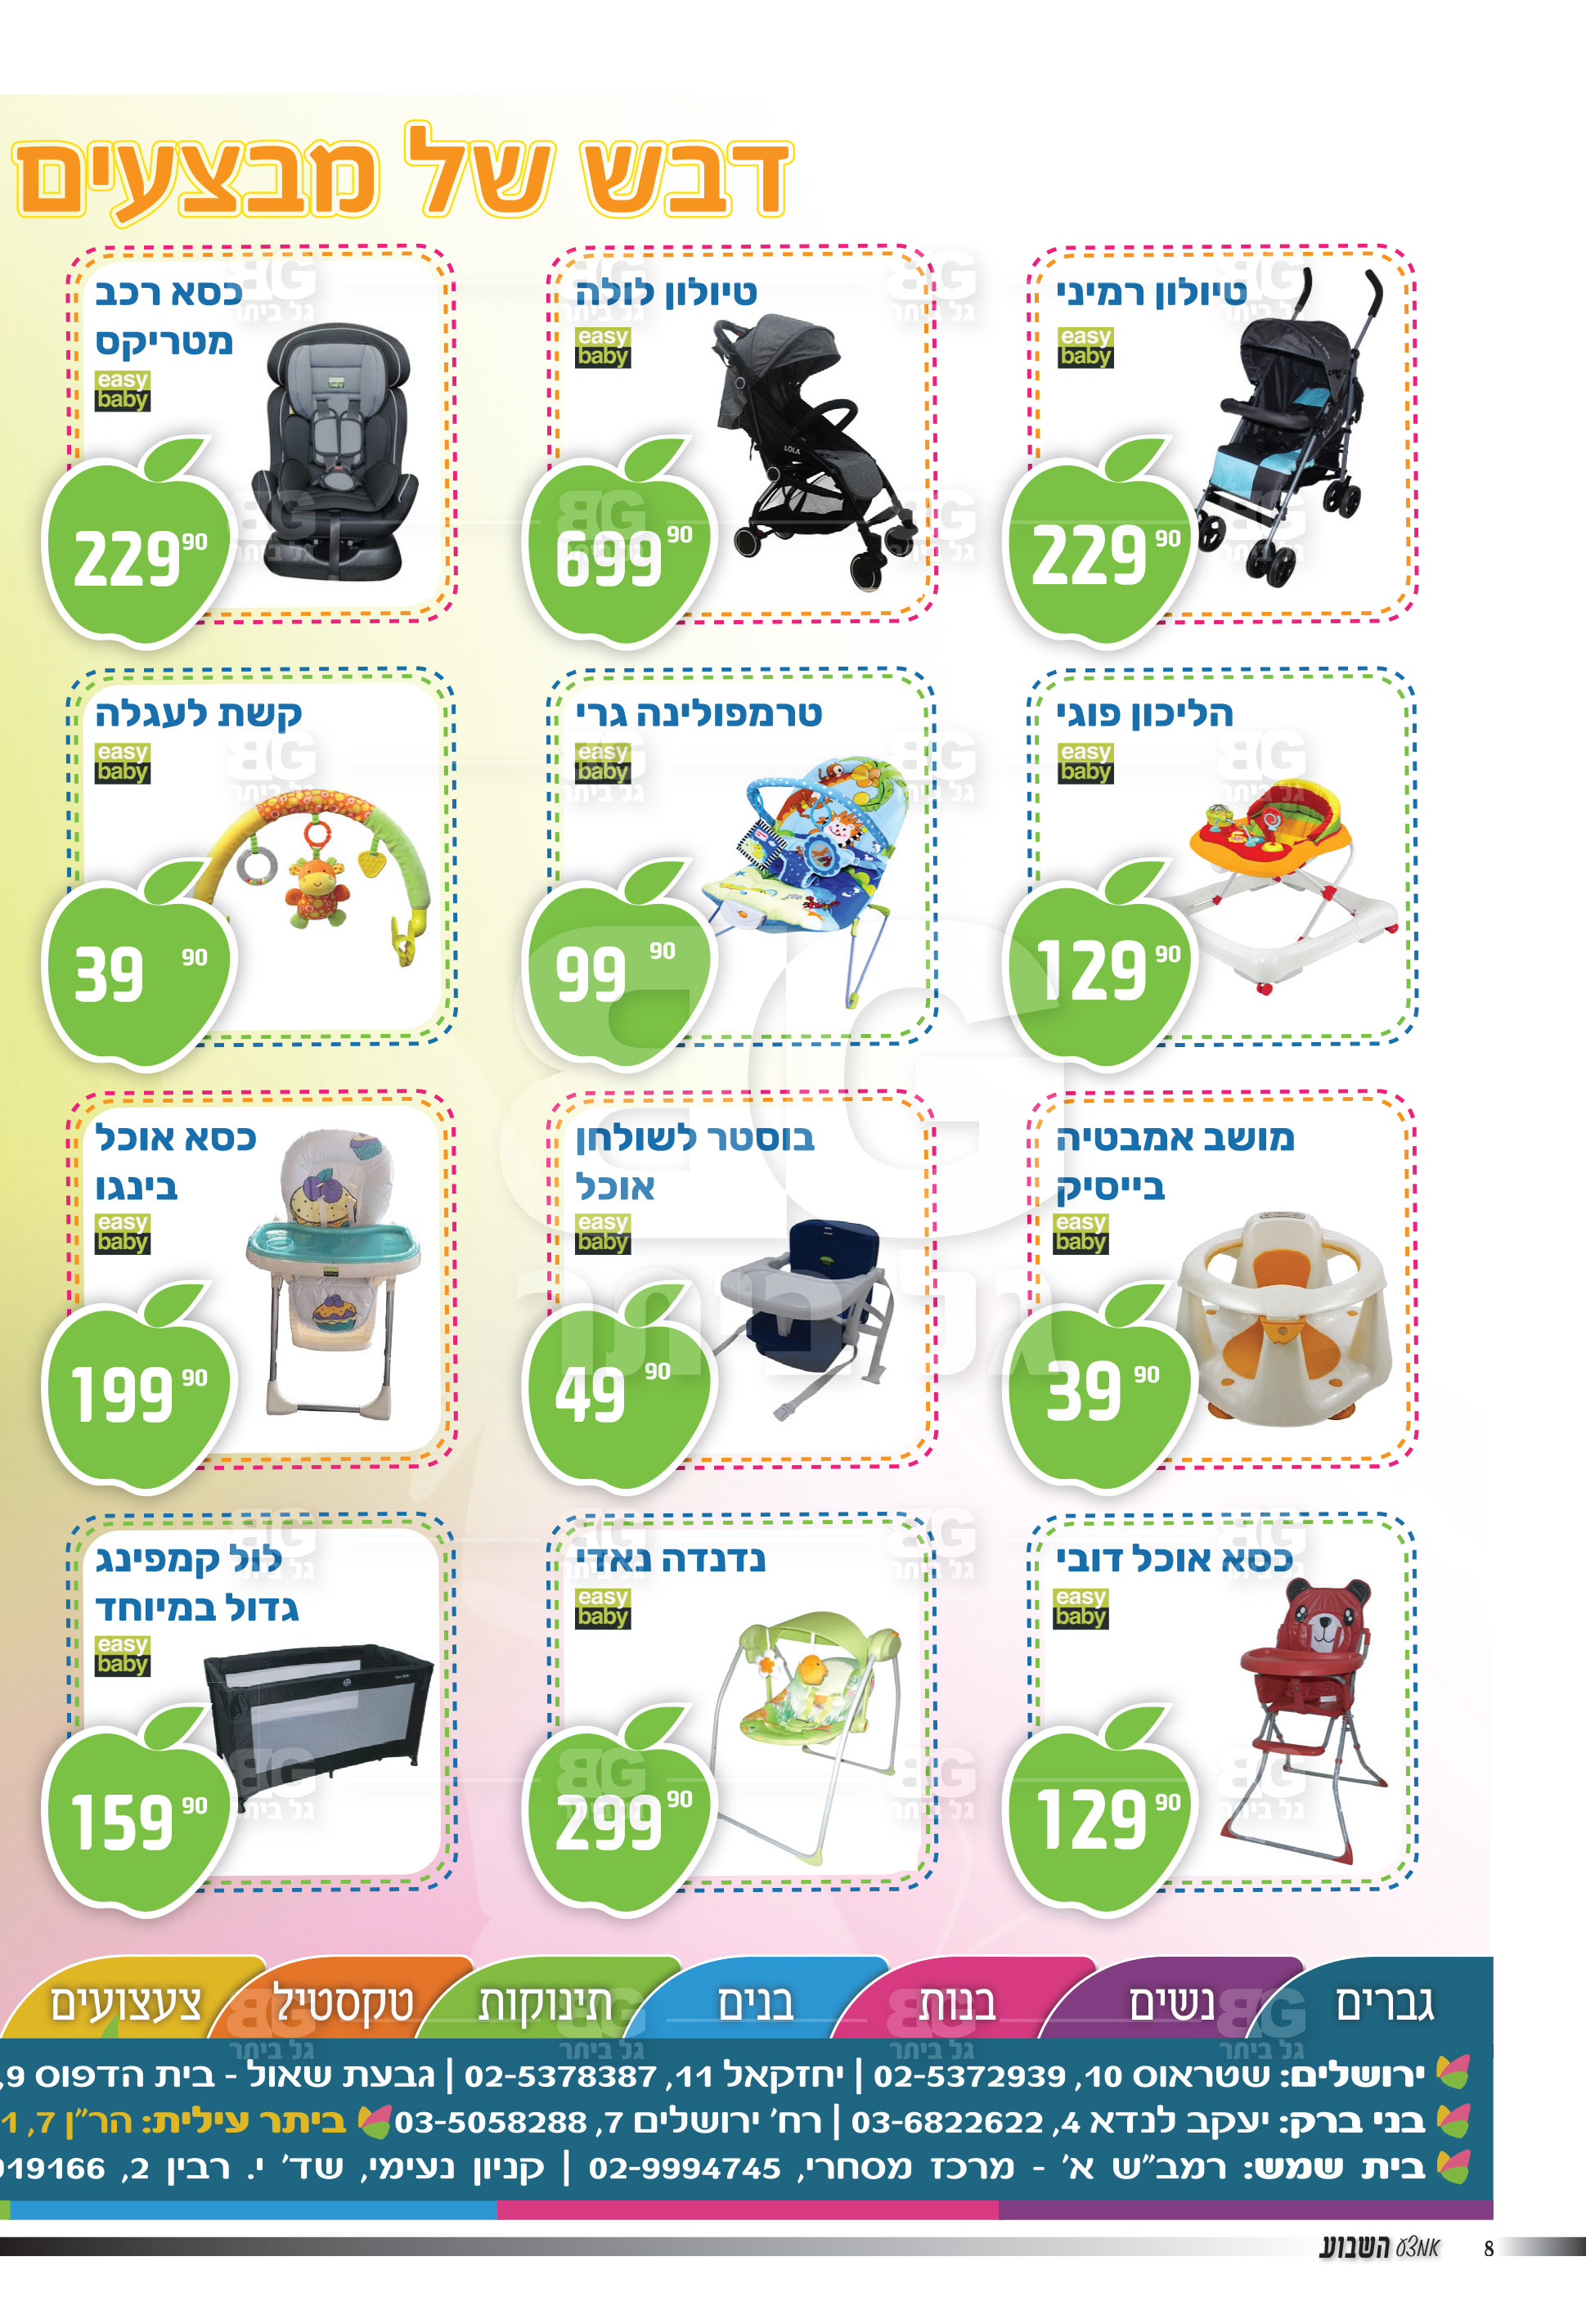 דבש של מבצעים
טיולון רמיני
easy
baby
229 90
טיולון לולה
easy
baby
LOLA
699 90
כסא רכב
מטריקס
easy
baby
229 90
הליכון פוגי
easy
baby
129 90
טרמפולינה גרי
easy
baby
99 90
קשת לעגלה
easy
baby
39 90
מושב אמבטיה
בייסיק
easy
baby
39 90
בוסטר לשולחן
אוכל
easy
baby
49 90
כסא אוכל
בינגו
easy
baby
199 90
כסא אוכל דובי
easy
baby
129 90
נדנדה נאדי
easy
baby
299 90
לול קמפינג
גדול במיוחד
easy
baby
159 90
BG
גל ביתר
גברים נשים בנות בנים תינוקות טקסטיל צעצועים
ירושלים: שטראוס 10, 02-5372939 | יחזקאל 11, 02-5378387 | גבעת שאול - בית הדפוס 9,
בני ברק: יעקב לנדא 4, 03-6822622 | רח' ירושלים 7, 03-5058288 ביתר עילית: הר"ן 7, 1
בית שמש: רמב"ש א' - מרכז מסחרי, 02-9994745 | קניון נעימי, שד' י. רבין 2, 919166
8 אמצע השבוע